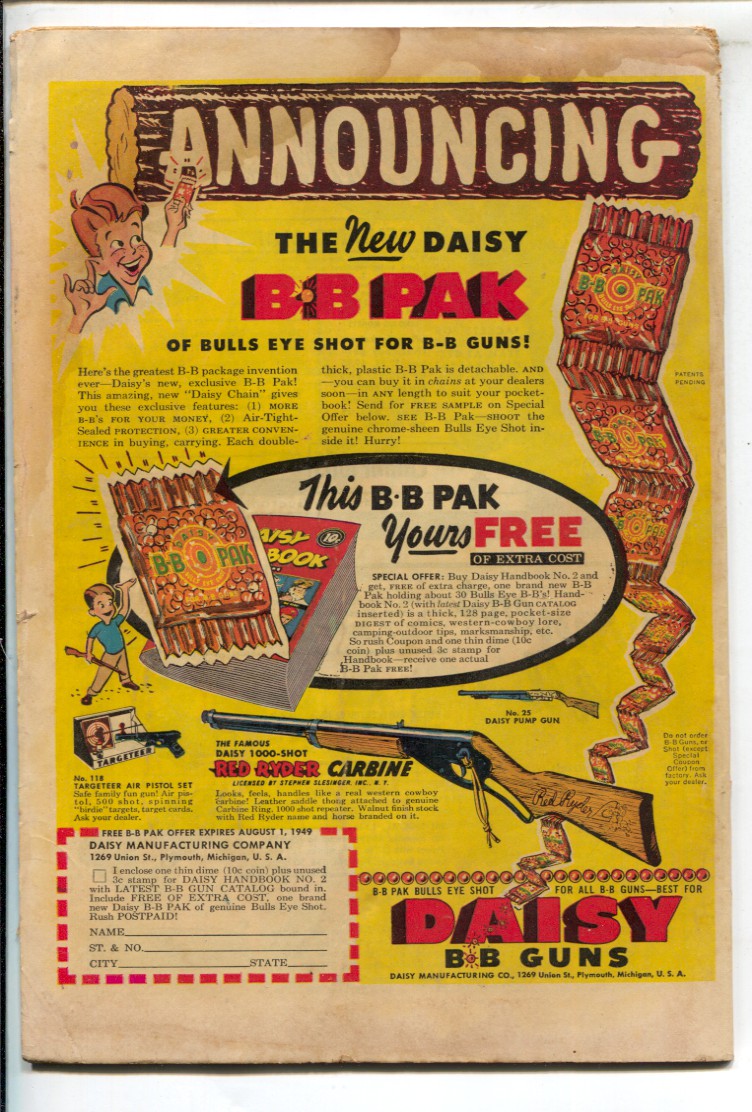 ANNOUNCING
THE New DAISY
B·B PAK
OF BULLS EYE SHOT FOR B-B GUNS!
Here's the greatest B-B package invention
ever—Daisy's new, exclusive B-B Pak!
This amazing, new "Daisy Chain" gives
you these exclusive features: (1) MORE
B-B'S FOR YOUR MONEY, (2) Air-Tight-
Sealed PROTECTION, (3) GREATER CONVEN-
IENCE in buying, carrying. Each double-
thick, plastic B-B Pak is detachable. AND
—you can buy it in chains at your dealers
soon—in ANY length to suit your pocket-
book! Send for FREE SAMPLE on Special
Offer below. SEE B-B Pak—SHOOT the
genuine chrome-sheen Bulls Eye Shot in-
side it! Hurry!
DAISY
B·B PAK
PATENTS
PENDING
B·B PAK
B·B PAK
This B·B PAK
Yours FREE
OF EXTRA COST
DAISY
B·B PAK
DAISY
BOOK
10¢
SPECIAL OFFER: Buy Daisy Handbook No. 2 and
get, FREE of extra charge, one brand new B-B
Pak holding about 30 Bulls Eye B-B's! Hand-
book No. 2 (with latest Daisy B-B Gun CATALOG
inserted) is a thick, 128 page, pocket-size
DIGEST of comics, western-cowboy lore,
camping-outdoor tips, marksmanship, etc.
So rush Coupon and one thin dime (10c
coin) plus unused 3c stamp for
Handbook—receive one actual
B-B Pak FREE!
No. 25
DAISY PUMP GUN
TARGETEER
No. 118
TARGETEER AIR PISTOL SET
Safe family fun gun! Air pis-
tol, 500 shot, spinning
"birdie" targets, target cards.
Ask your dealer.
THE FAMOUS
DAISY 1000-SHOT
RED RYDER CARBINE
LICENSED BY STEPHEN SLESINGER, INC., N. Y.
Looks, feels, handles like a real western cowboy
carbine! Leather saddle thong attached to genuine
Carbine Ring. 1000 shot repeater. Walnut finish stock
with Red Ryder name and horse branded on it.
Red Ryder
Do not order
B-B Guns, or
Shot (except
Special
Coupon
Offer) from
factory. Ask
your dealer.
FREE B-B PAK OFFER EXPIRES AUGUST 1, 1949
DAISY MANUFACTURING COMPANY
1269 Union St., Plymouth, Michigan, U. S. A.
I enclose one thin dime (10c coin) plus unused
3c stamp for DAISY HANDBOOK NO. 2
with LATEST B-B GUN CATALOG bound in.
Include FREE OF EXTRA COST, one brand
new Daisy B-B PAK of genuine Bulls Eye Shot.
Rush POSTPAID!
NAME
ST. & NO.
CITY STATE
B-B PAK BULLS EYE SHOT FOR ALL B-B GUNS—BEST FOR
DAISY
B·B GUNS
DAISY MANUFACTURING CO., 1269 Union St., Plymouth, Michigan, U. S. A.